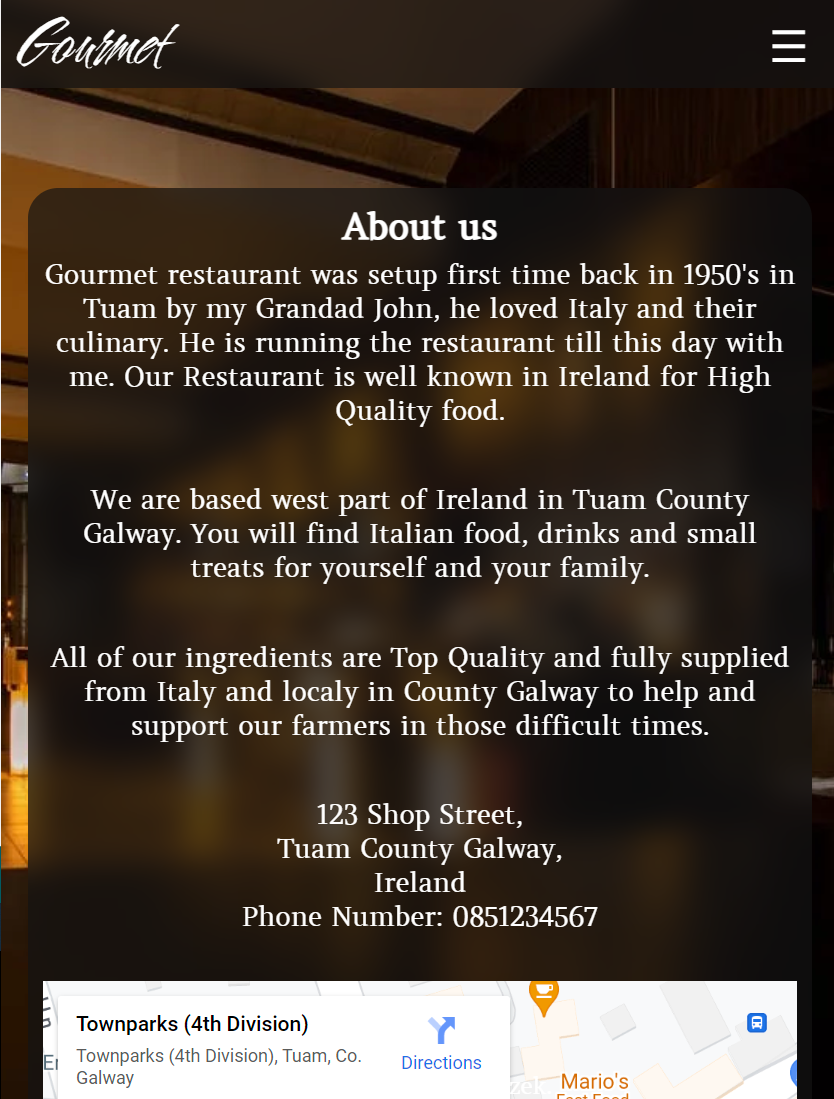 Gourmet
About us
Gourmet restaurant was setup first time back in 1950's in
Tuam by my Grandad John, he loved Italy and their
culinary. He is running the restaurant till this day with
me. Our Restaurant is well known in Ireland for High
Quality food.
We are based west part of Ireland in Tuam County
Galway. You will find Italian food, drinks and small
treats for yourself and your family.
All of our ingredients are Top Quality and fully supplied
from Italy and localy in County Galway to help and
support our farmers in those difficult times.
123 Shop Street,
Tuam County Galway,
Ireland
Phone Number: 0851234567
Townparks (4th Division)
Townparks (4th Division), Tuam, Co.
Galway
Directions
Mario's
Fast Food